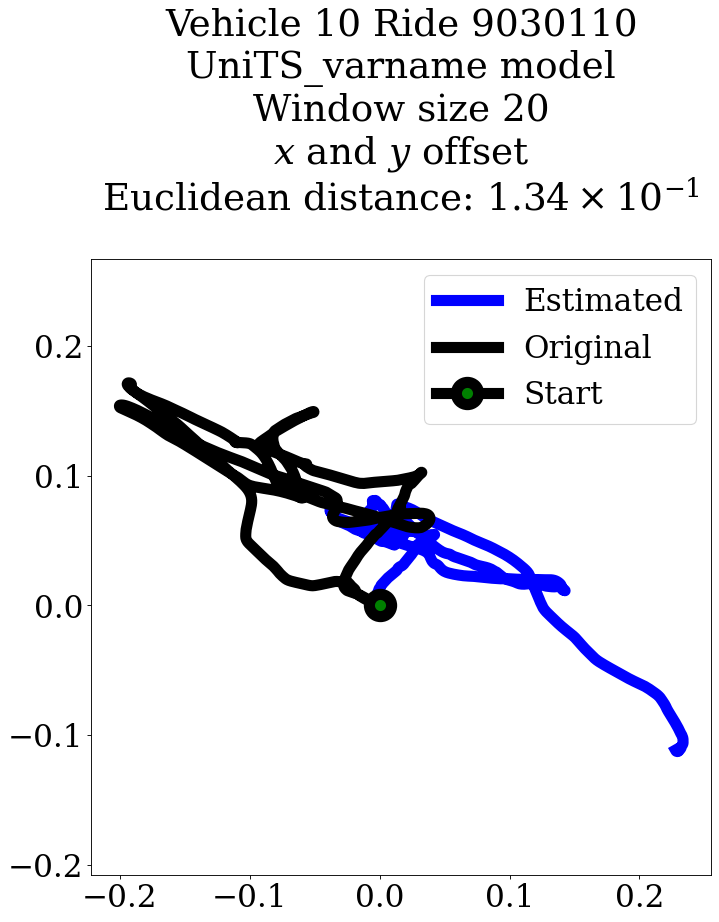 Vehicle 10 Ride 9030110
UniTS_varname model
Window size 20
x and y offset
Euclidean distance: 1.34 × 10⁻¹
Estimated
Original
Start
0.2
0.1
0.0
−0.1
−0.2
−0.2 −0.1 0.0 0.1 0.2